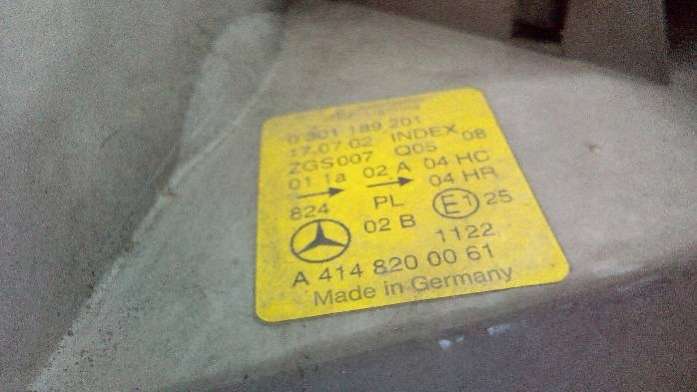 0 301 189 201
17.07.02 INDEX 08
ZGS007 Q05
01 1a 02 A 04 HC
04 HR
824 PL E1 25
02 B
1122
A 414 820 00 61
Made in Germany